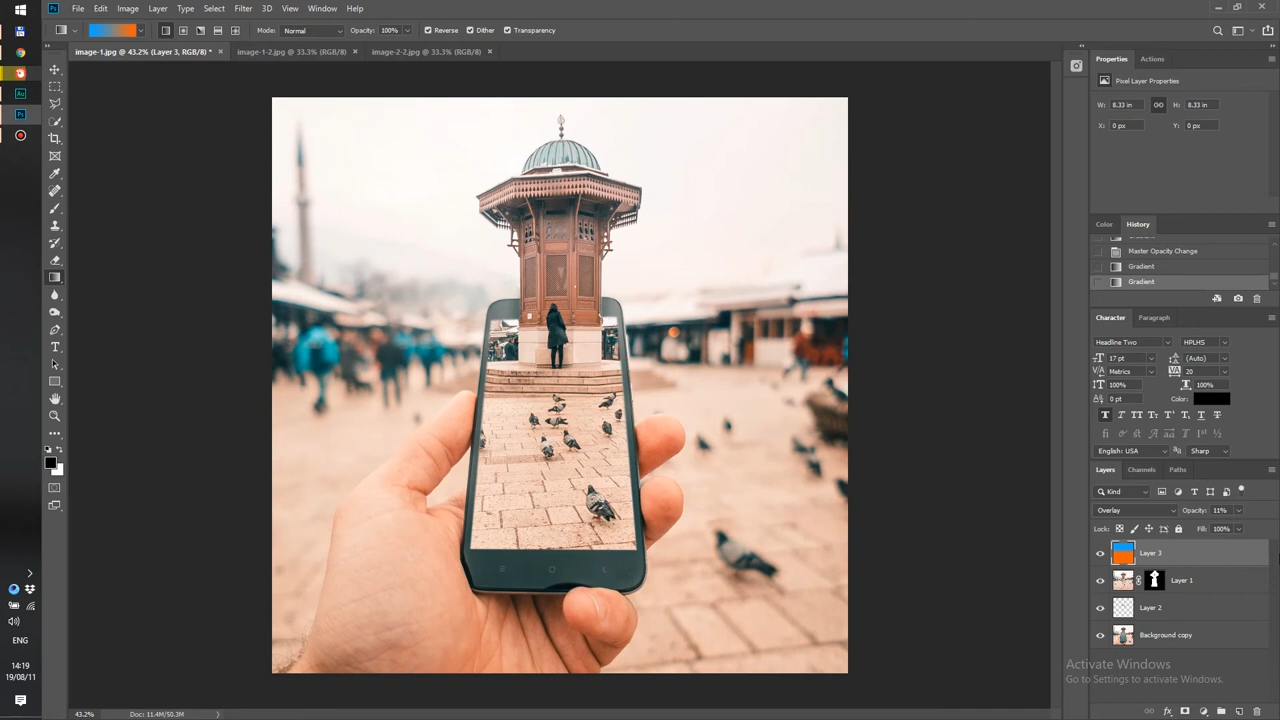 Ps File Edit Image Layer Type Select Filter 3D View Window Help
Mode: Normal Opacity: 100% Reverse Dither Transparency
image-1.jpg @ 43.2% (Layer 3, RGB/8) * × image-1-2.jpg @ 33.3% (RGB/8) × image-2-2.jpg @ 33.3% (RGB/8) ×
Properties Actions
Pixel Layer Properties
W: 8.33 in H: 8.33 in
X: 0 px Y: 0 px
Color History
Master Opacity Change
Gradient
Gradient
Character Paragraph
Headline Two HPLHS
17 pt (Auto)
Metrics 20
100% 100%
0 pt Color:
English: USA Sharp
Layers Channels Paths
Kind
Overlay Opacity: 11%
Lock: Fill: 100%
Layer 3
Layer 1
Layer 2
Background copy
Activate Windows
Go to Settings to activate Windows.
Au
Ps
ENG
14:19
19/08/11
43.2% Doc: 11.4M/50.3M